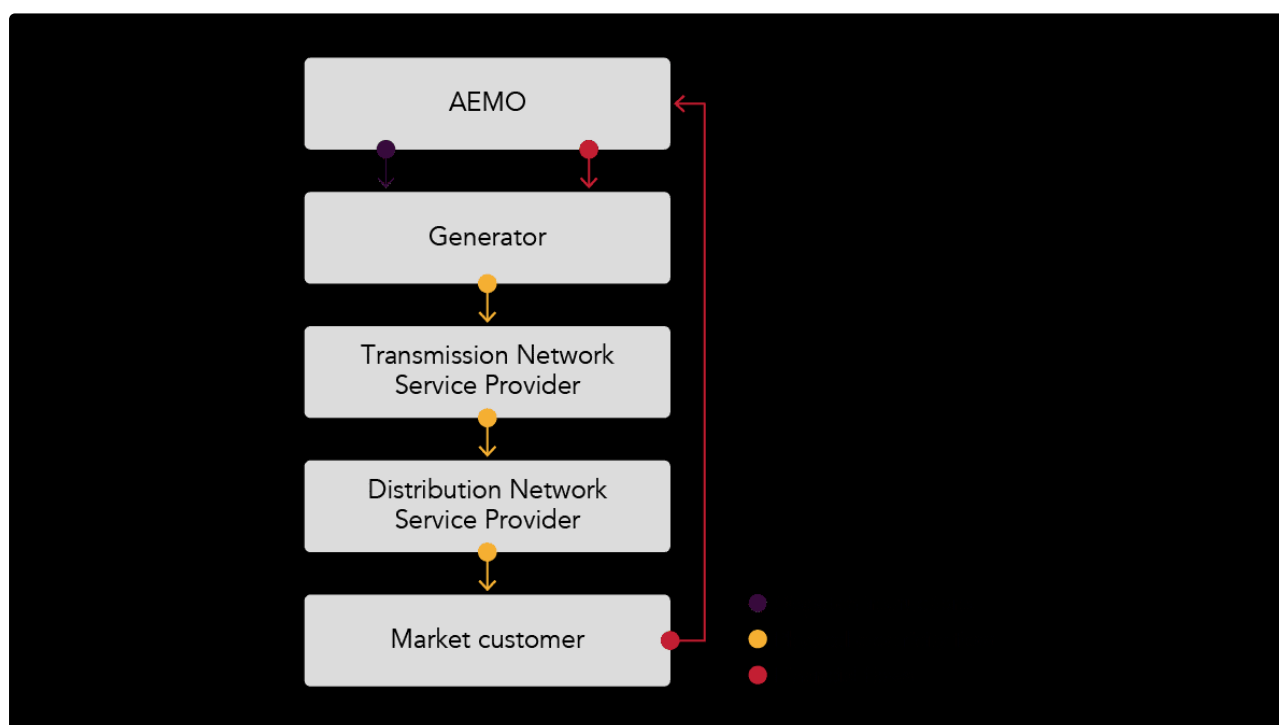 AEMO
Generator
Transmission Network
Service Provider
Distribution Network
Service Provider
Market customer